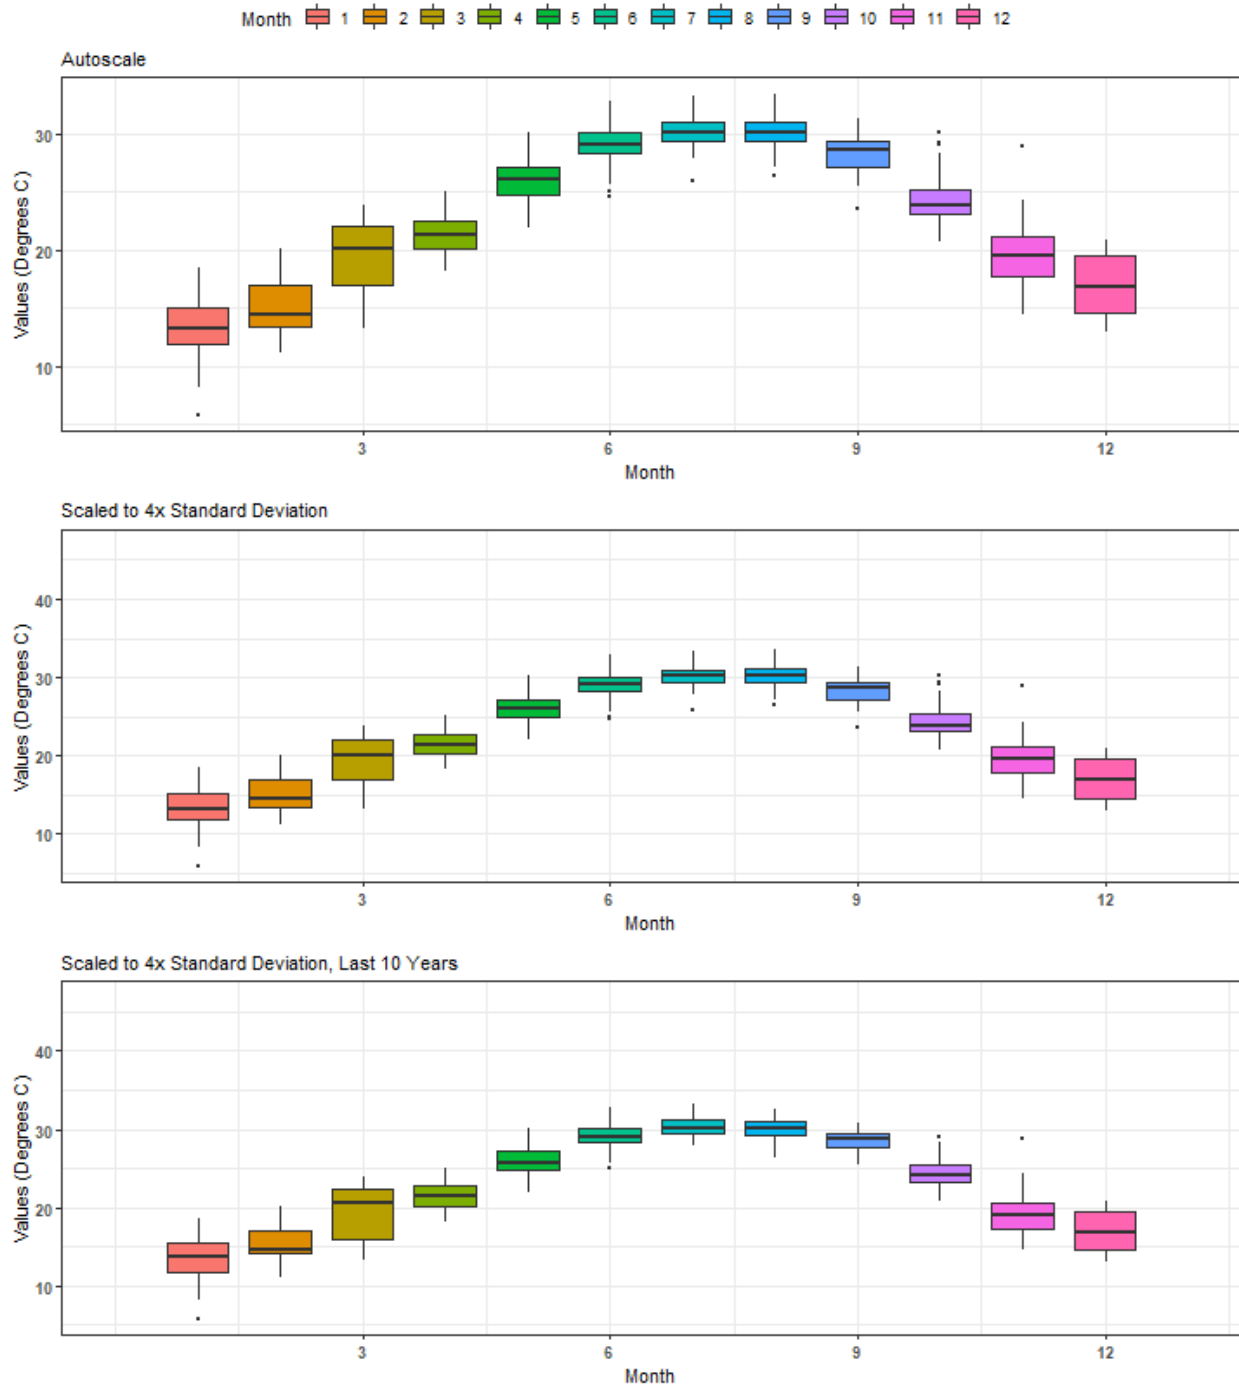 Month 1 2 3 4 5 6 7 8 9 10 11 12
Autoscale
Values (Degrees C)
30
20
10
3 6 9 12
Month
Scaled to 4x Standard Deviation
Values (Degrees C)
40
30
20
10
3 6 9 12
Month
Scaled to 4x Standard Deviation, Last 10 Years
Values (Degrees C)
40
30
20
10
3 6 9 12
Month